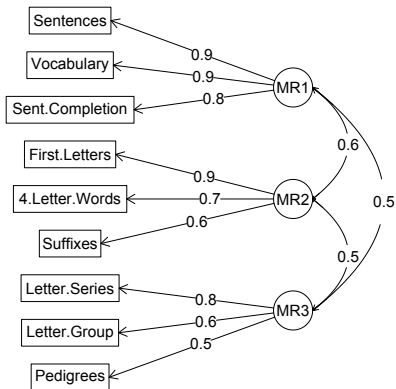 Sentences
0.9
Vocabulary
0.9
MR1
0.8
Sent.Completion
0.6
First.Letters
0.9
4.Letter.Words
0.7
MR2
0.5
0.6
Suffixes
0.5
Letter.Series
0.8
Letter.Group
0.6
MR3
0.5
Pedigrees